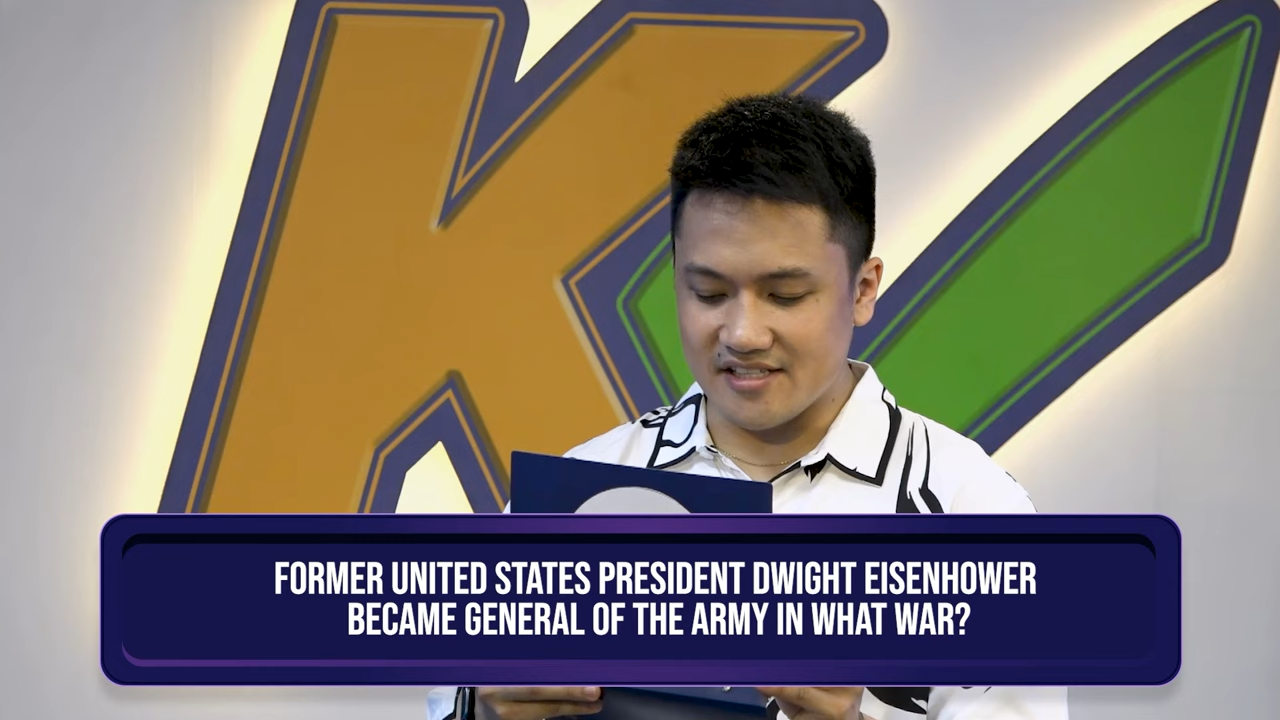 K
FORMER UNITED STATES PRESIDENT DWIGHT EISENHOWER
BECAME GENERAL OF THE ARMY IN WHAT WAR?